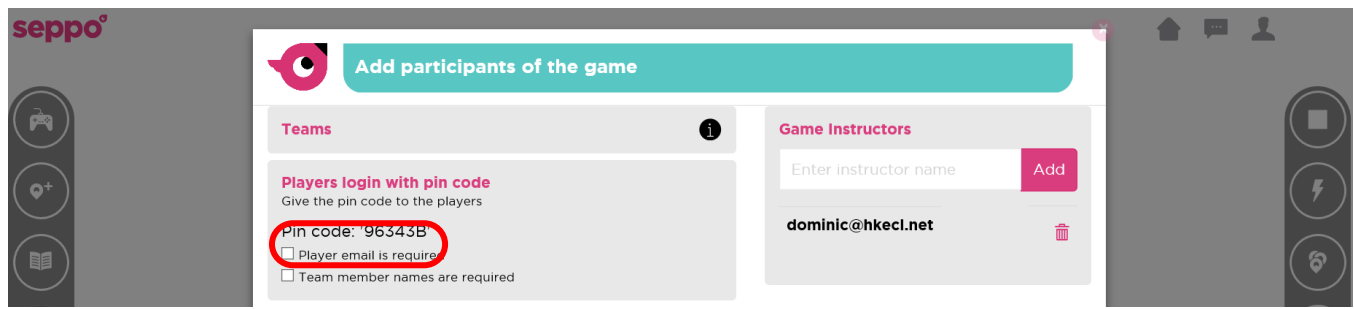 seppo
Add participants of the game
Teams
i
Players login with pin code
Give the pin code to the players
Pin code: '96343B'
Player email is required
Team member names are required
Game Instructors
Enter instructor name
Add
dominic@hkecl.net